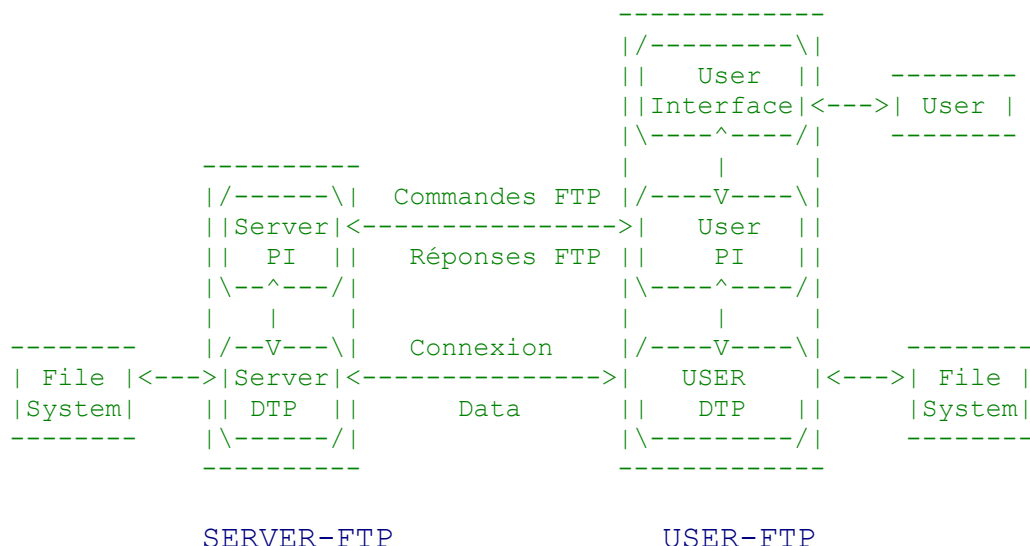 -------------
                                       |/---------\|
                                       ||   User  ||    --------
                                       ||Interface|<--->| User |
                                       |\----^----/|    --------
            ----------                 |     |     |
            |/------\|  Commandes FTP  |/----V----\|
            ||Server|<---------------->|   User  ||
            ||  PI  ||   Réponses FTP ||    PI   ||
            |\--^---/|                 |\----^----/|
            |   |    |                 |     |     |
--------    |/--V---\|   Connexion     |/----V----\|     --------
| File |<--->|Server|<--------------->|  USER    |<--->| File |
|System|    || DTP  ||      Data      ||   DTP   ||     |System|
--------    |\------/|                 |\---------/|     --------
            ----------                 -------------
            SERVER-FTP                 USER-FTP